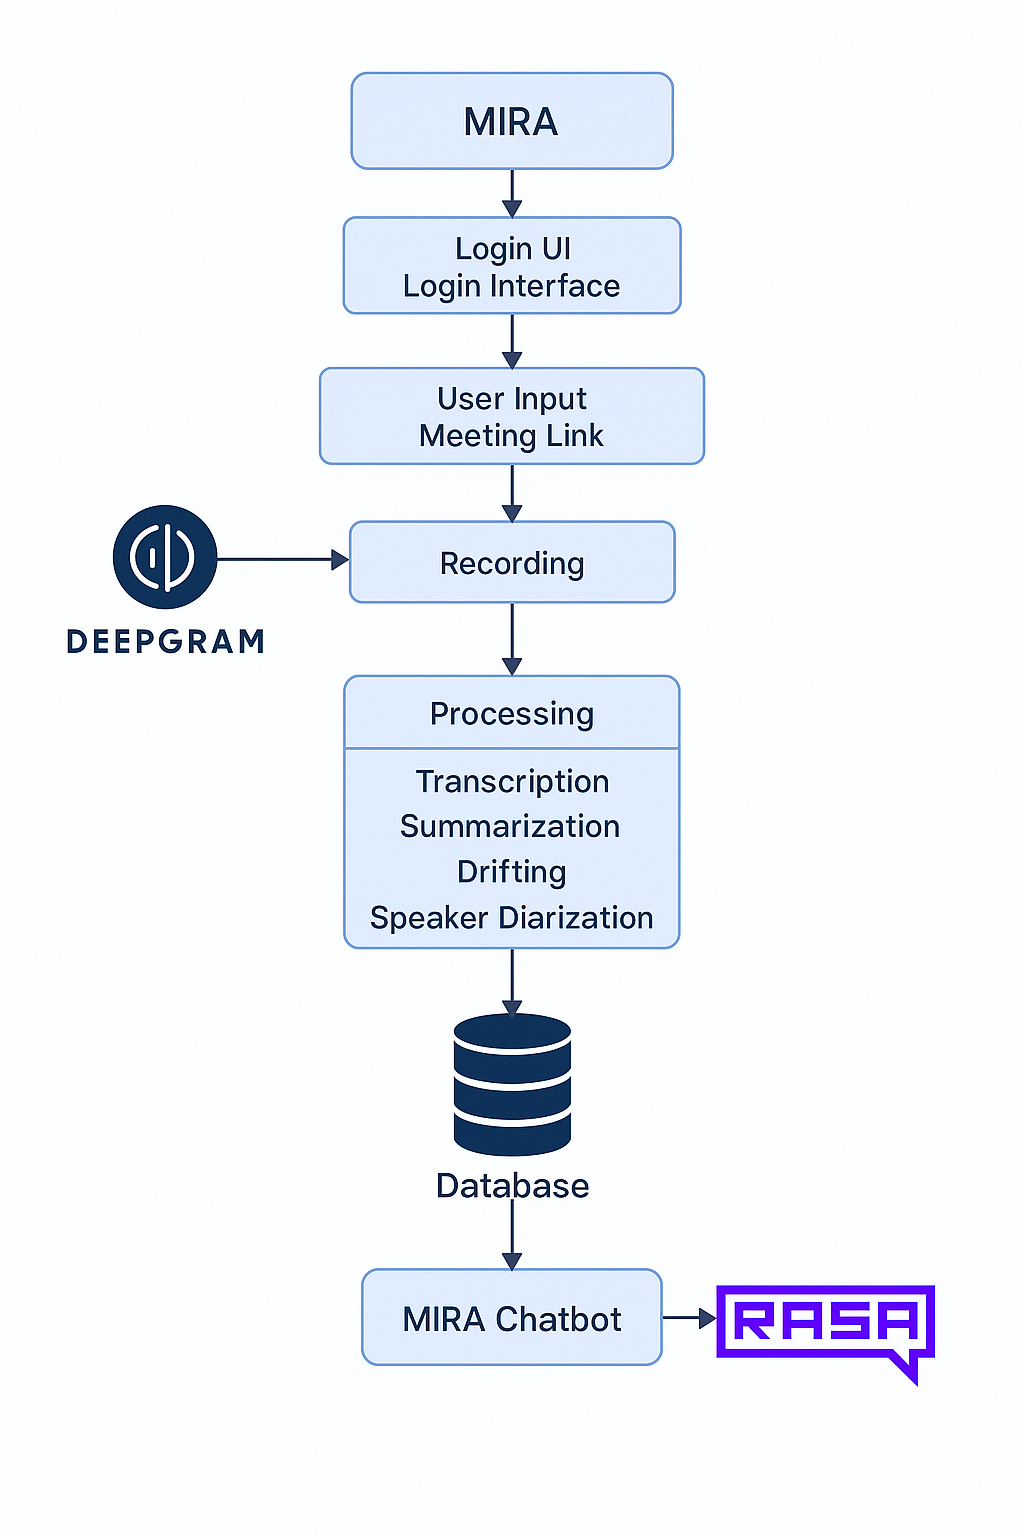 MIRA
Login UI
Login Interface
User Input
Meeting Link
Recording
DEEPGRAM
Processing
Transcription
Summarization
Drifting
Speaker Diarization
Database
MIRA Chatbot
RASA